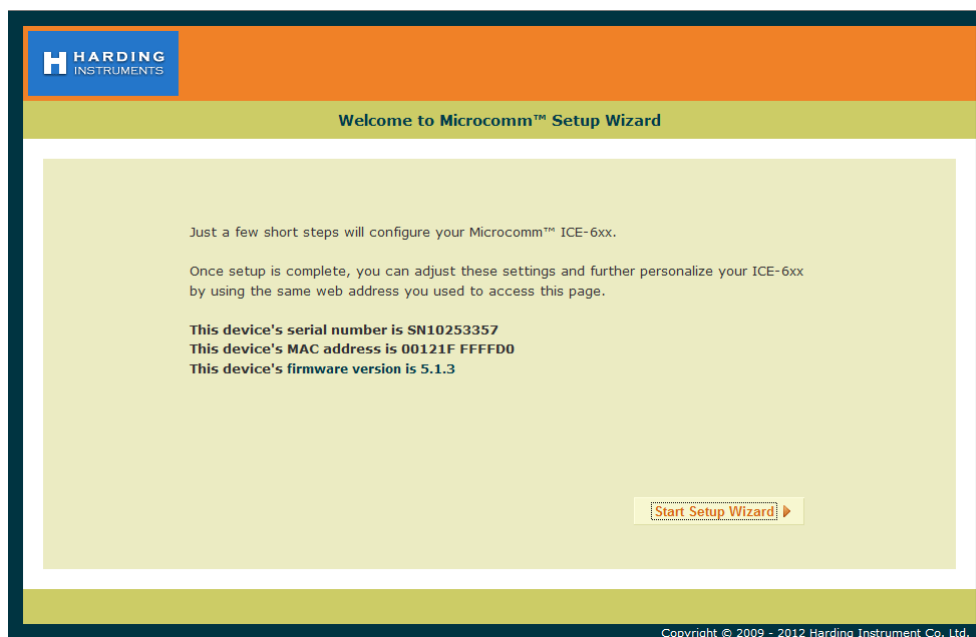 HARDING
INSTRUMENTS
Welcome to Microcomm™ Setup Wizard
Just a few short steps will configure your Microcomm™ ICE-6xx.
Once setup is complete, you can adjust these settings and further personalize your ICE-6xx
by using the same web address you used to access this page.
This device's serial number is SN10253357
This device's MAC address is 00121F FFFFD0
This device's firmware version is 5.1.3
Start Setup Wizard
Copyright © 2009 - 2012 Harding Instrument Co. Ltd.